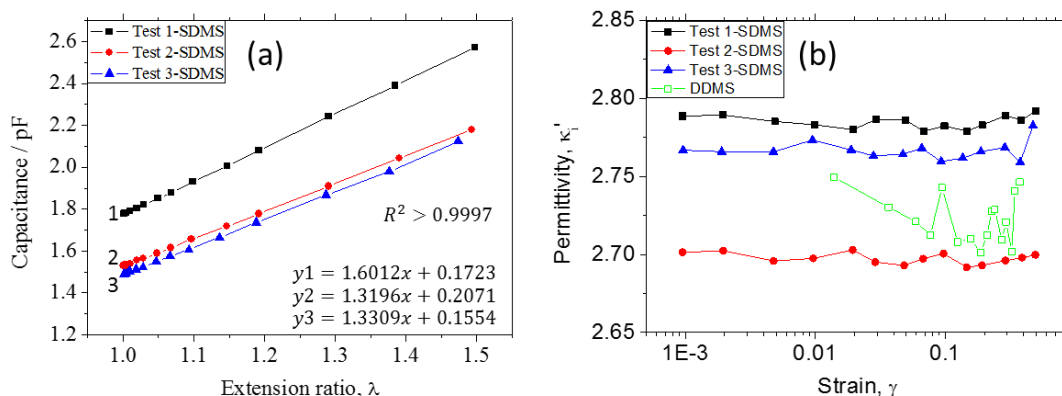 Test 1-SDMS
Test 2-SDMS
Test 3-SDMS
(a)
Capacitance / pF
2.6
2.4
2.2
2.0
1.8
1.6
1.4
1.2
1
2
3
R² > 0.9997
y1 = 1.6012x + 0.1723
y2 = 1.3196x + 0.2071
y3 = 1.3309x + 0.1554
1.0 1.1 1.2 1.3 1.4 1.5
Extension ratio, λ
Test 1-SDMS
Test 2-SDMS
Test 3-SDMS
DDMS
(b)
Permittivity, κᵢ'
2.85
2.80
2.75
2.70
2.65
1E-3 0.01 0.1
Strain, γ